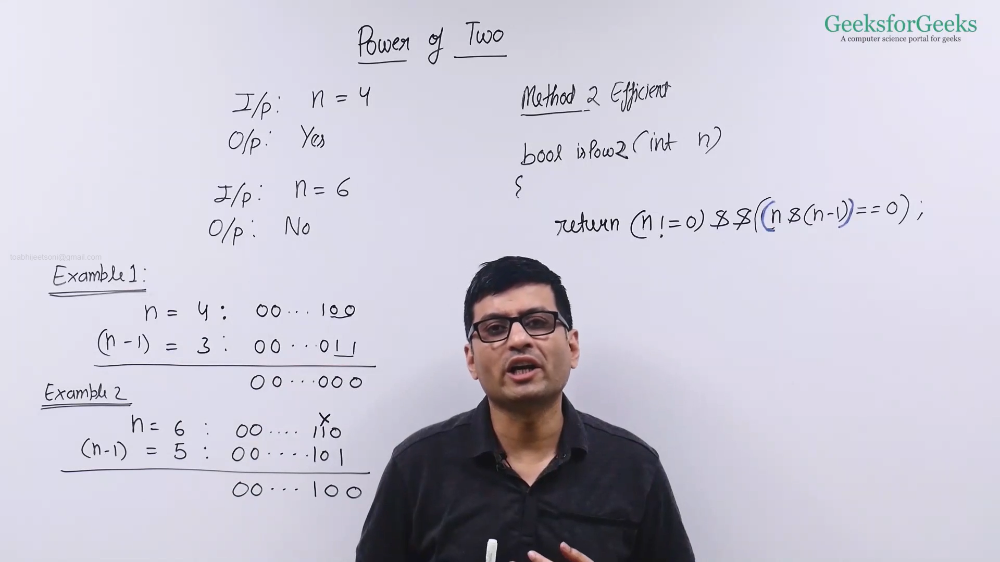 GeeksforGeeks
A computer science portal for geeks
Power of Two
I/p: n = 4
O/p: Yes
I/p: n = 6
O/p: No
toabhijeetsoni@gmail.com
Example 1:
n = 4 : 00... 100
(n-1) = 3 : 00...011
00...000
Example 2
n = 6 : 00.... 110
x
(n-1) = 5 : 00....101
00... 100
Method 2 Efficient
bool isPow2(int n)
{
return (n != 0) && ((n & (n-1)) == 0);